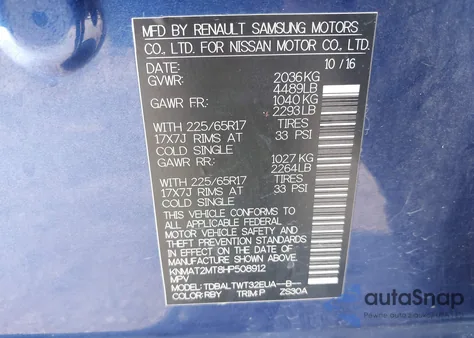 MFD BY RENAULT SAMSUNG MOTORS
CO., LTD. FOR NISSAN MOTOR CO., LTD.
DATE: 10/16
GVWR: 2036KG
4489LB
GAWR FR: 1040KG
2293LB
WITH 225/65R17 TIRES
17X7J RIMS AT 33 PSI
COLD SINGLE
GAWR RR: 1027KG
2264LB
WITH 225/65R17 TIRES
17X7J RIMS AT 33 PSI
COLD SINGLE
THIS VEHICLE CONFORMS TO
ALL APPLICABLE FEDERAL
MOTOR VEHICLE SAFETY AND
THEFT PREVENTION STANDARDS
IN EFFECT ON THE DATE OF
MANUFACTURE SHOWN ABOVE.
KNMAT2MT8HP508912
MPV
MODEL: TDBALTWT32EUA--B--
COLOR: RBY TRIM: P ZS30A
AutoSnap